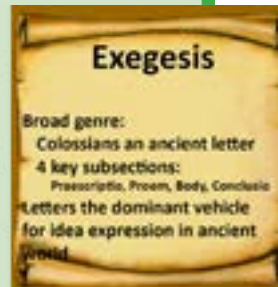 Exegesis
Broad genre:
Colossians an ancient letter
4 key subsections:
Praescriptio, Proem, Body, Conclusio
Letters the dominant vehicle
for idea expression in ancient
world